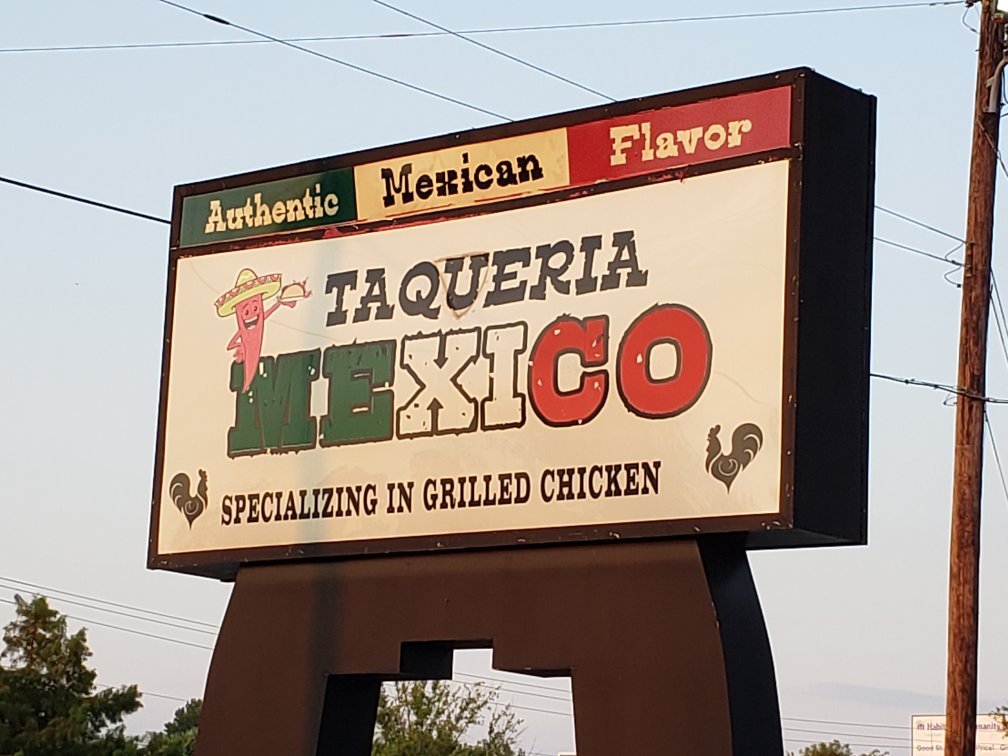 Authentic Mexican Flavor
TAQUERIA
MEXICO
SPECIALIZING IN GRILLED CHICKEN